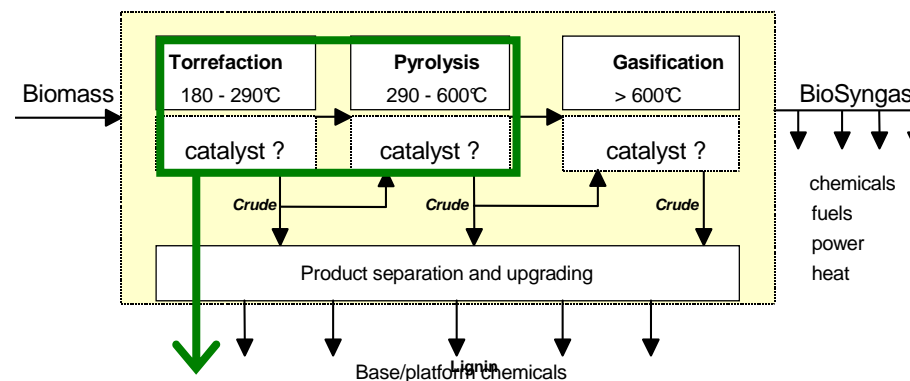 Torrefaction
Pyrolysis
Gasification
Biomass
180 - 290℃
290 - 600℃
> 600℃
BioSyngas
catalyst ?
catalyst ?
catalyst ?
chemicals
Crude
Crude
Crude
fuels
power
Product separation and upgrading
heat
Lignin
Base/platform chemicals